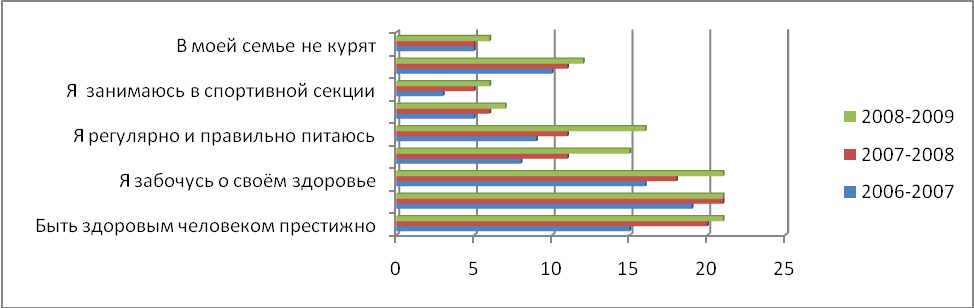 В моей семье не курят
Я занимаюсь в спортивной секции
Я регулярно и правильно питаюсь
Я забочусь о своём здоровье
Быть здоровым человеком престижно
0 5 10 15 20 25
2008-2009
2007-2008
2006-2007